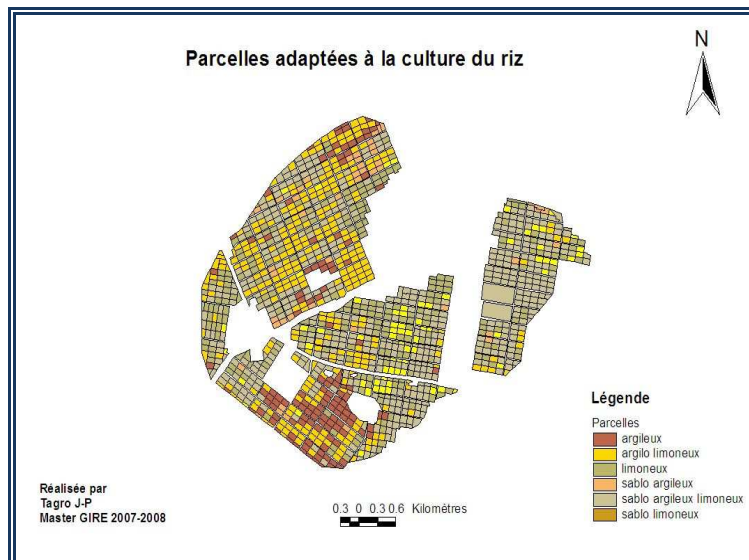 Parcelles adaptées à la culture du riz
N
Légende
Parcelles
argileux
argilo limoneux
limoneux
sablo argileux
sablo argileux limoneux
sablo limoneux
Réalisée par
Tagro J-P
Master GIRE 2007-2008
0.3 0 0.3 0.6 Kilomètres